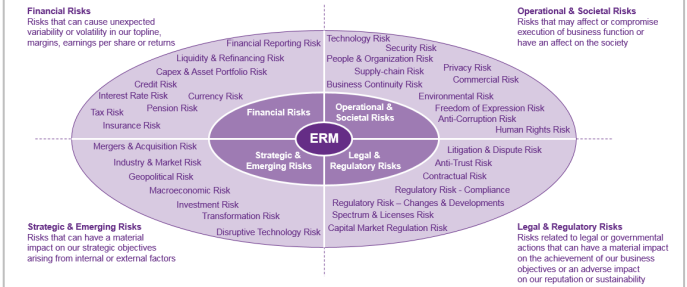 Financial Risks
Risks that can cause unexpected
variability or volatility in our topline,
margins, earnings per share or returns
Operational & Societal Risks
Risks that may affect or compromise
execution of business function or
have an affect on the society
Financial Reporting Risk
Liquidity & Refinancing Risk
Capex & Asset Portfolio Risk
Credit Risk
Interest Rate Risk
Currency Risk
Pension Risk
Tax Risk
Insurance Risk
Technology Risk
Security Risk
People & Organization Risk
Privacy Risk
Supply-chain Risk
Commercial Risk
Business Continuity Risk
Environmental Risk
Freedom of Expression Risk
Anti-Corruption Risk
Human Rights Risk
Financial Risks
Operational &
Societal Risks
ERM
Strategic &
Emerging Risks
Legal &
Regulatory Risks
Mergers & Acquisition Risk
Industry & Market Risk
Geopolitical Risk
Macroeconomic Risk
Investment Risk
Transformation Risk
Disruptive Technology Risk
Litigation & Dispute Risk
Anti-Trust Risk
Contractual Risk
Regulatory Risk - Compliance
Regulatory Risk – Changes & Developments
Spectrum & Licenses Risk
Capital Market Regulation Risk
Strategic & Emerging Risks
Risks that can have a material
impact on our strategic objectives
arising from internal or external factors
Legal & Regulatory Risks
Risks related to legal or governmental
actions that can have a material impact
on the achievement of our business
objectives or an adverse impact
on our reputation or sustainability